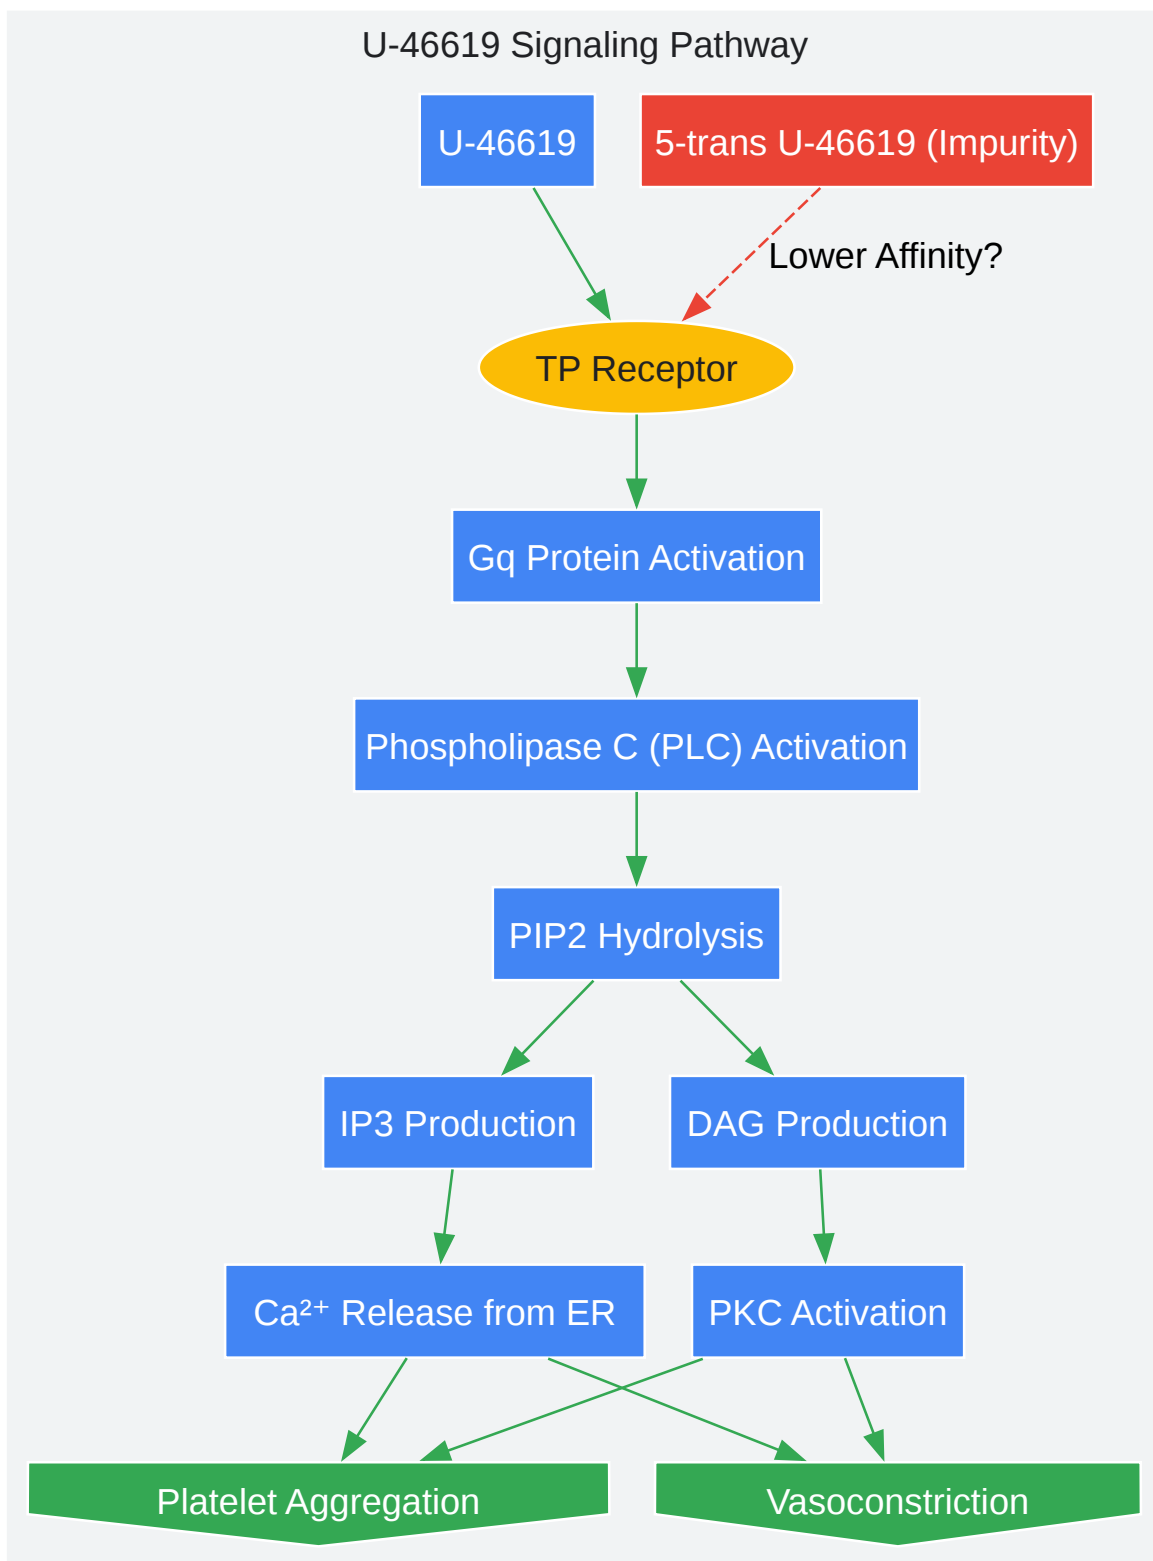 U-46619 Signaling Pathway
U-46619
5-trans U-46619 (Impurity)
Lower Affinity?
TP Receptor
Gq Protein Activation
Phospholipase C (PLC) Activation
PIP2 Hydrolysis
IP3 Production
DAG Production
Ca²⁺ Release from ER
PKC Activation
Platelet Aggregation
Vasoconstriction